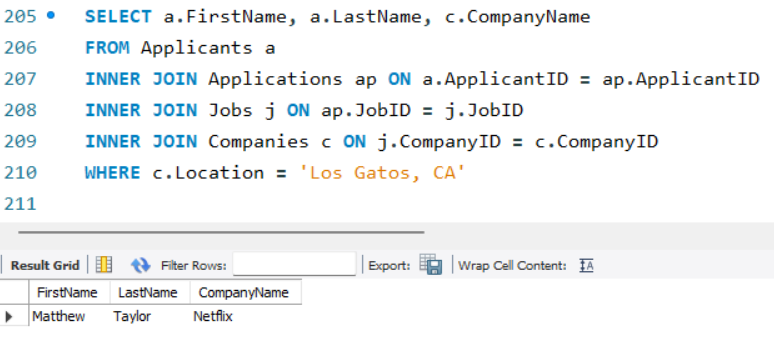 205 SELECT a.FirstName, a.LastName, c.CompanyName
206 FROM Applicants a
207 INNER JOIN Applications ap ON a.ApplicantID = ap.ApplicantID
208 INNER JOIN Jobs j ON ap.JobID = j.JobID
209 INNER JOIN Companies c ON j.CompanyID = c.CompanyID
210 WHERE c.Location = 'Los Gatos, CA'
211
Result Grid Filter Rows: Export: Wrap Cell Content: IA
FirstName LastName CompanyName
Matthew Taylor Netflix